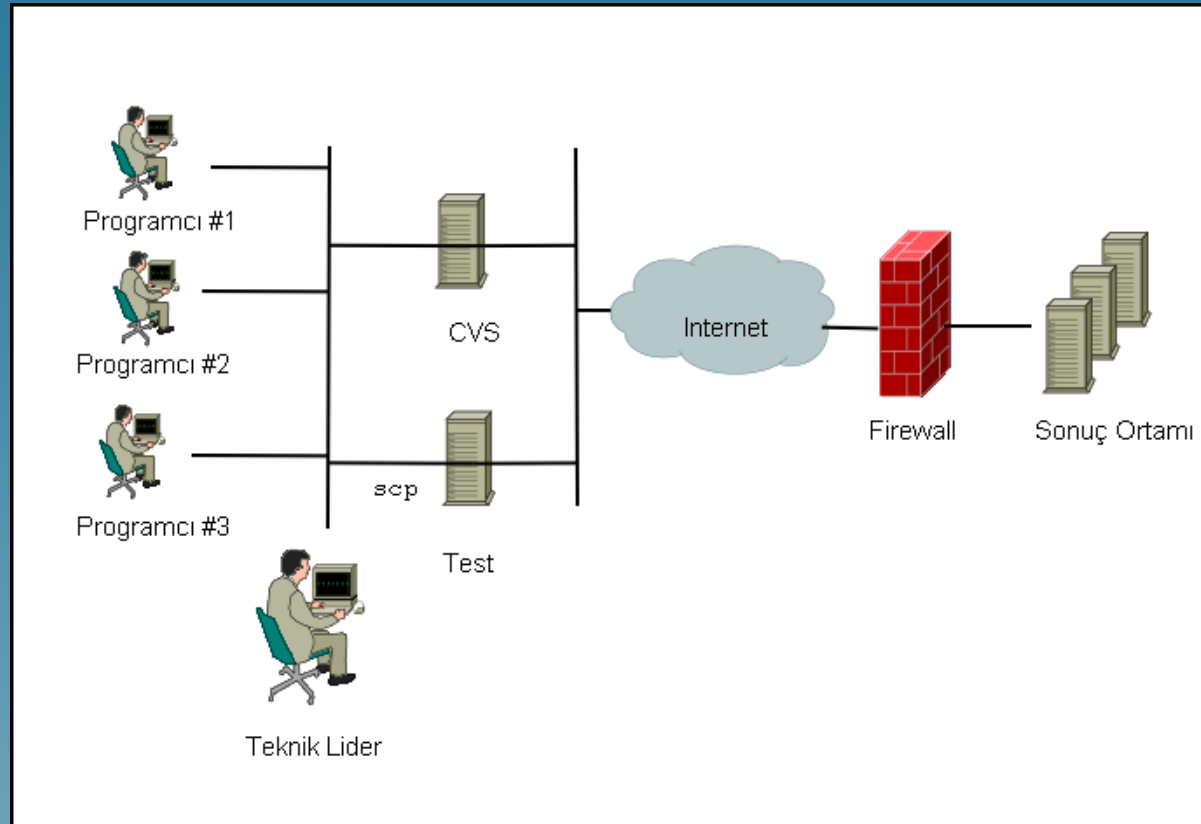 Programcı #1
Programcı #2
Programcı #3
Teknik Lider
CVS
scp
Test
Internet
Firewall
Sonuç Ortamı